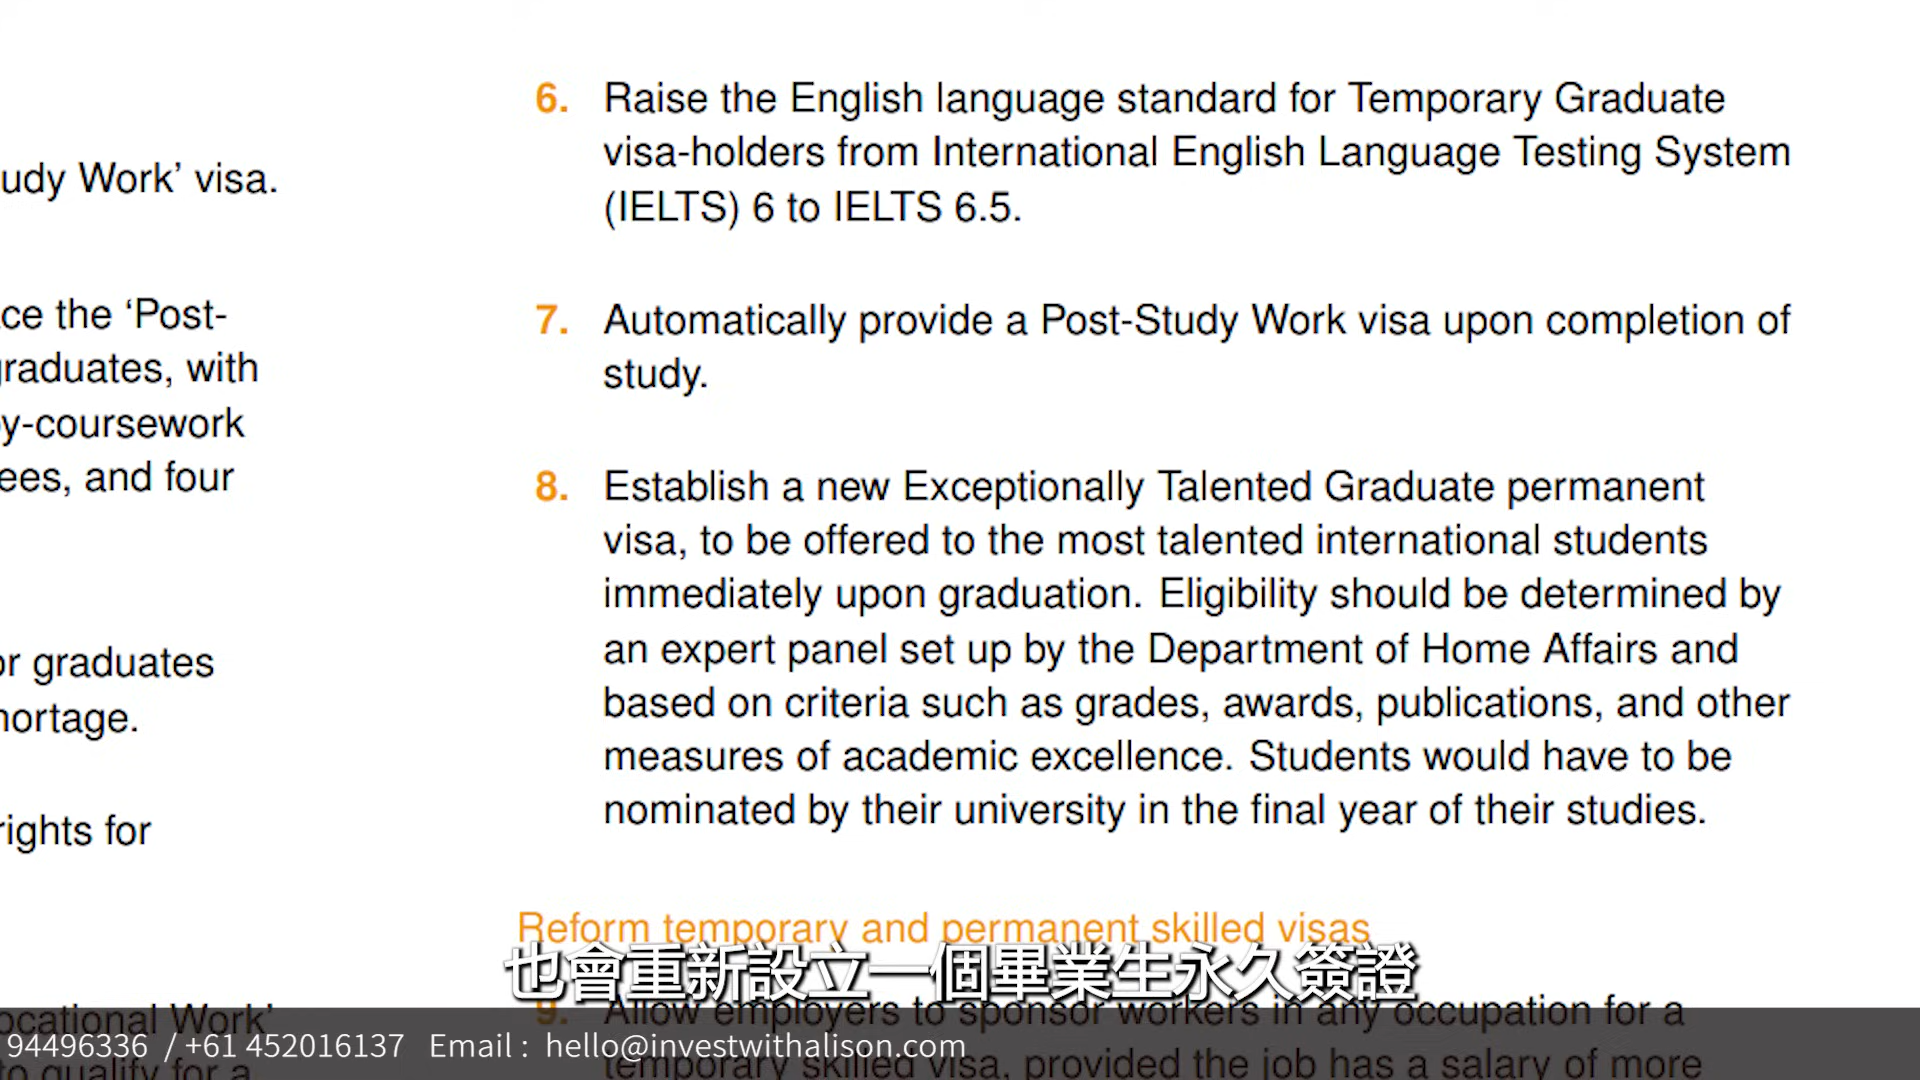 udy Work’ visa.
ce the ‘Post-
graduates, with
y-coursework
ees, and four
or graduates
hortage.
rights for
ocational Work’
to qualify for a
6. Raise the English language standard for Temporary Graduate
visa-holders from International English Language Testing System
(IELTS) 6 to IELTS 6.5.
7. Automatically provide a Post-Study Work visa upon completion of
study.
8. Establish a new Exceptionally Talented Graduate permanent
visa, to be offered to the most talented international students
immediately upon graduation. Eligibility should be determined by
an expert panel set up by the Department of Home Affairs and
based on criteria such as grades, awards, publications, and other
measures of academic excellence. Students would have to be
nominated by their university in the final year of their studies.
Reform temporary and permanent skilled visas
9. Allow employers to sponsor workers in any occupation for a
temporary skilled visa, provided the job has a salary of more
也會重新設立一個畢業生永久簽證
94496336 / +61 452016137 Email : hello@investwithalison.com